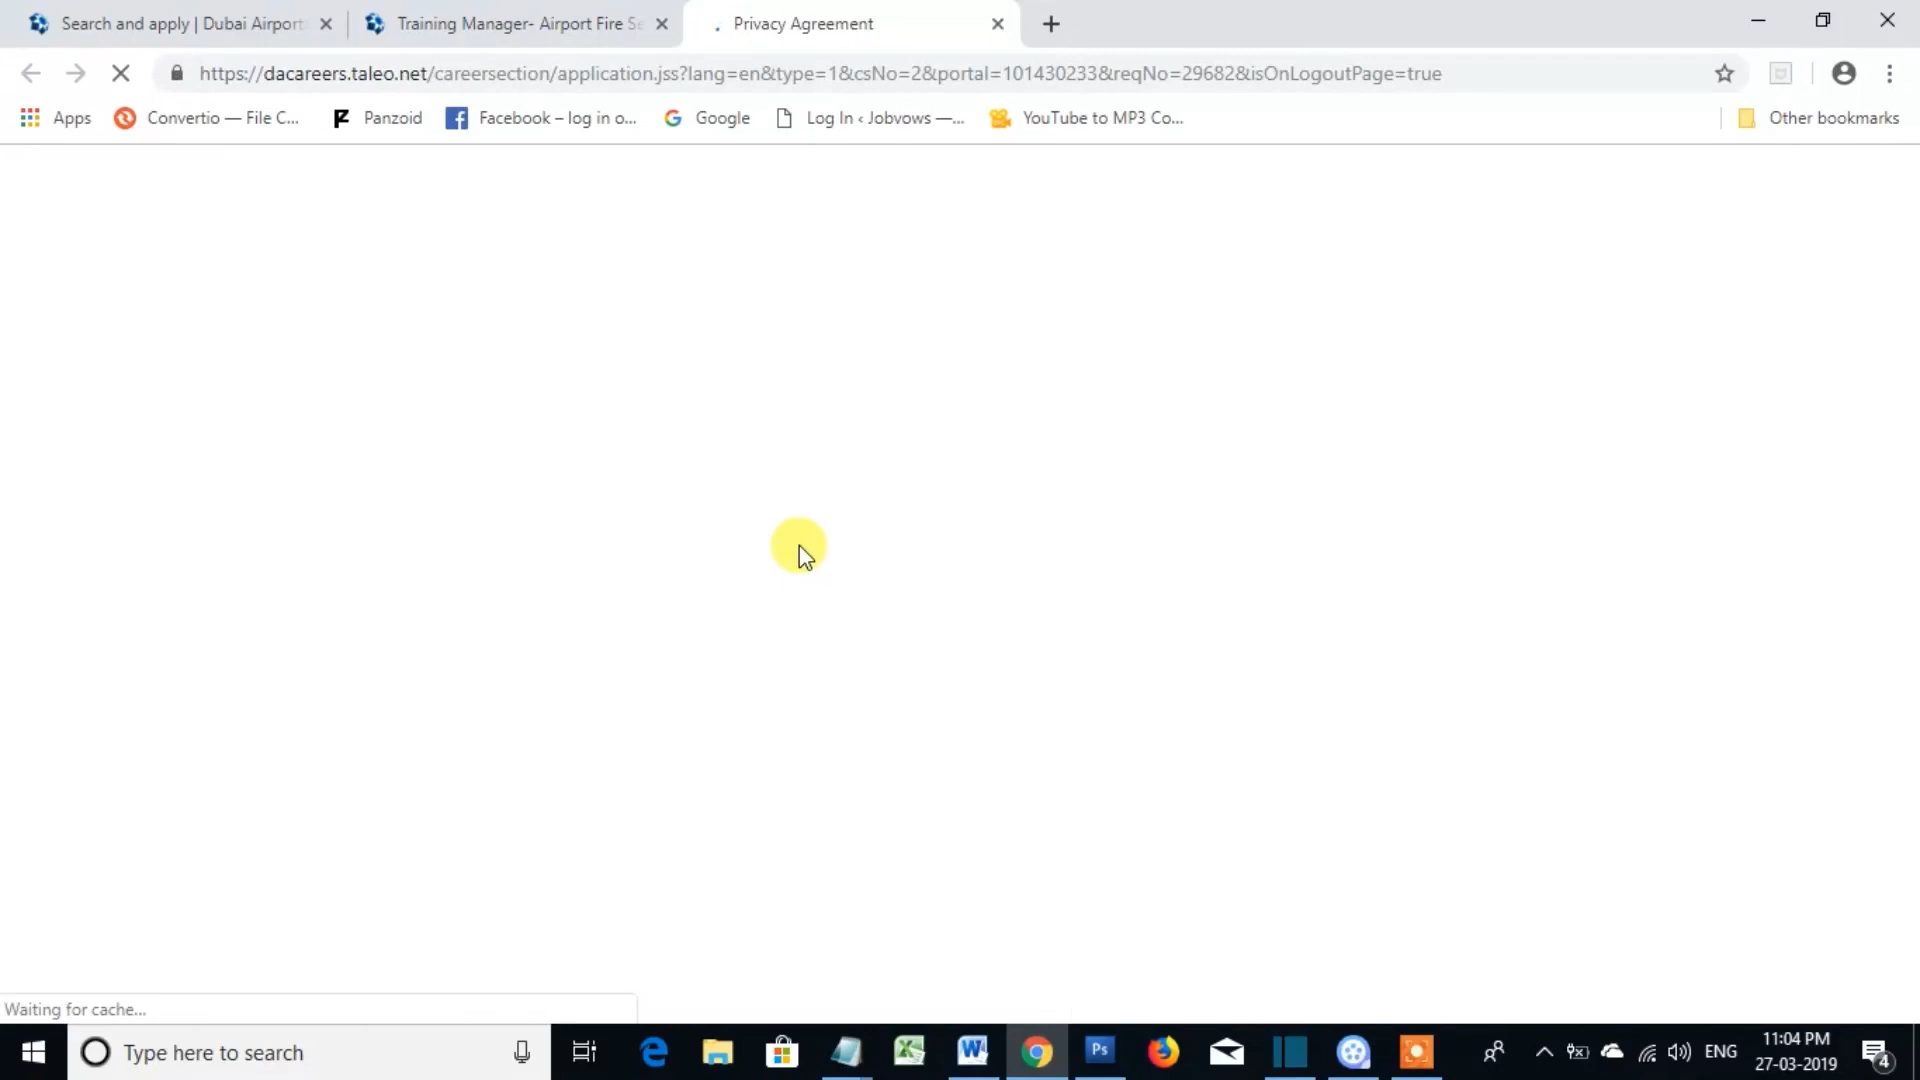 Search and apply | Dubai Airport
Training Manager- Airport Fire Se
Privacy Agreement
https://dacareers.taleo.net/careersection/application.jss?lang=en&type=1&csNo=2&portal=101430233&reqNo=29682&isOnLogoutPage=true
Apps
Convertio — File C...
Panzoid
Facebook – log in o...
Google
Log In ‹ Jobvows —...
YouTube to MP3 Co...
Other bookmarks
Waiting for cache...
Type here to search
Ps
ENG
11:04 PM
27-03-2019
4